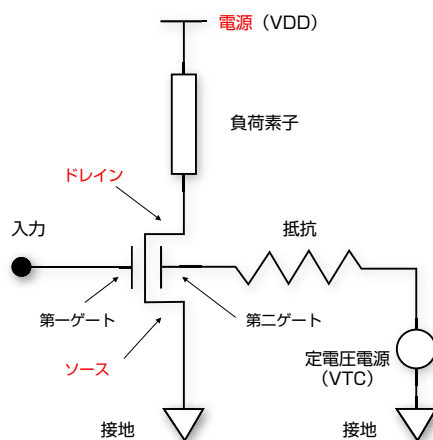 電源（VDD）
負荷素子
ドレイン
入力
抵抗
第一ゲート
第二ゲート
ソース
定電圧電源
（VTC）
接地
接地